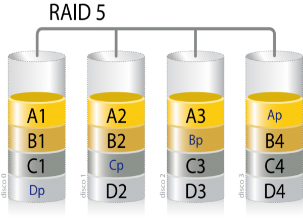 RAID 5
A1 A2 A3 Ap
B1 B2 Bp B4
C1 Cp C3 C4
Dp D2 D3 D4
disco 0 disco 1 disco 2 disco 3